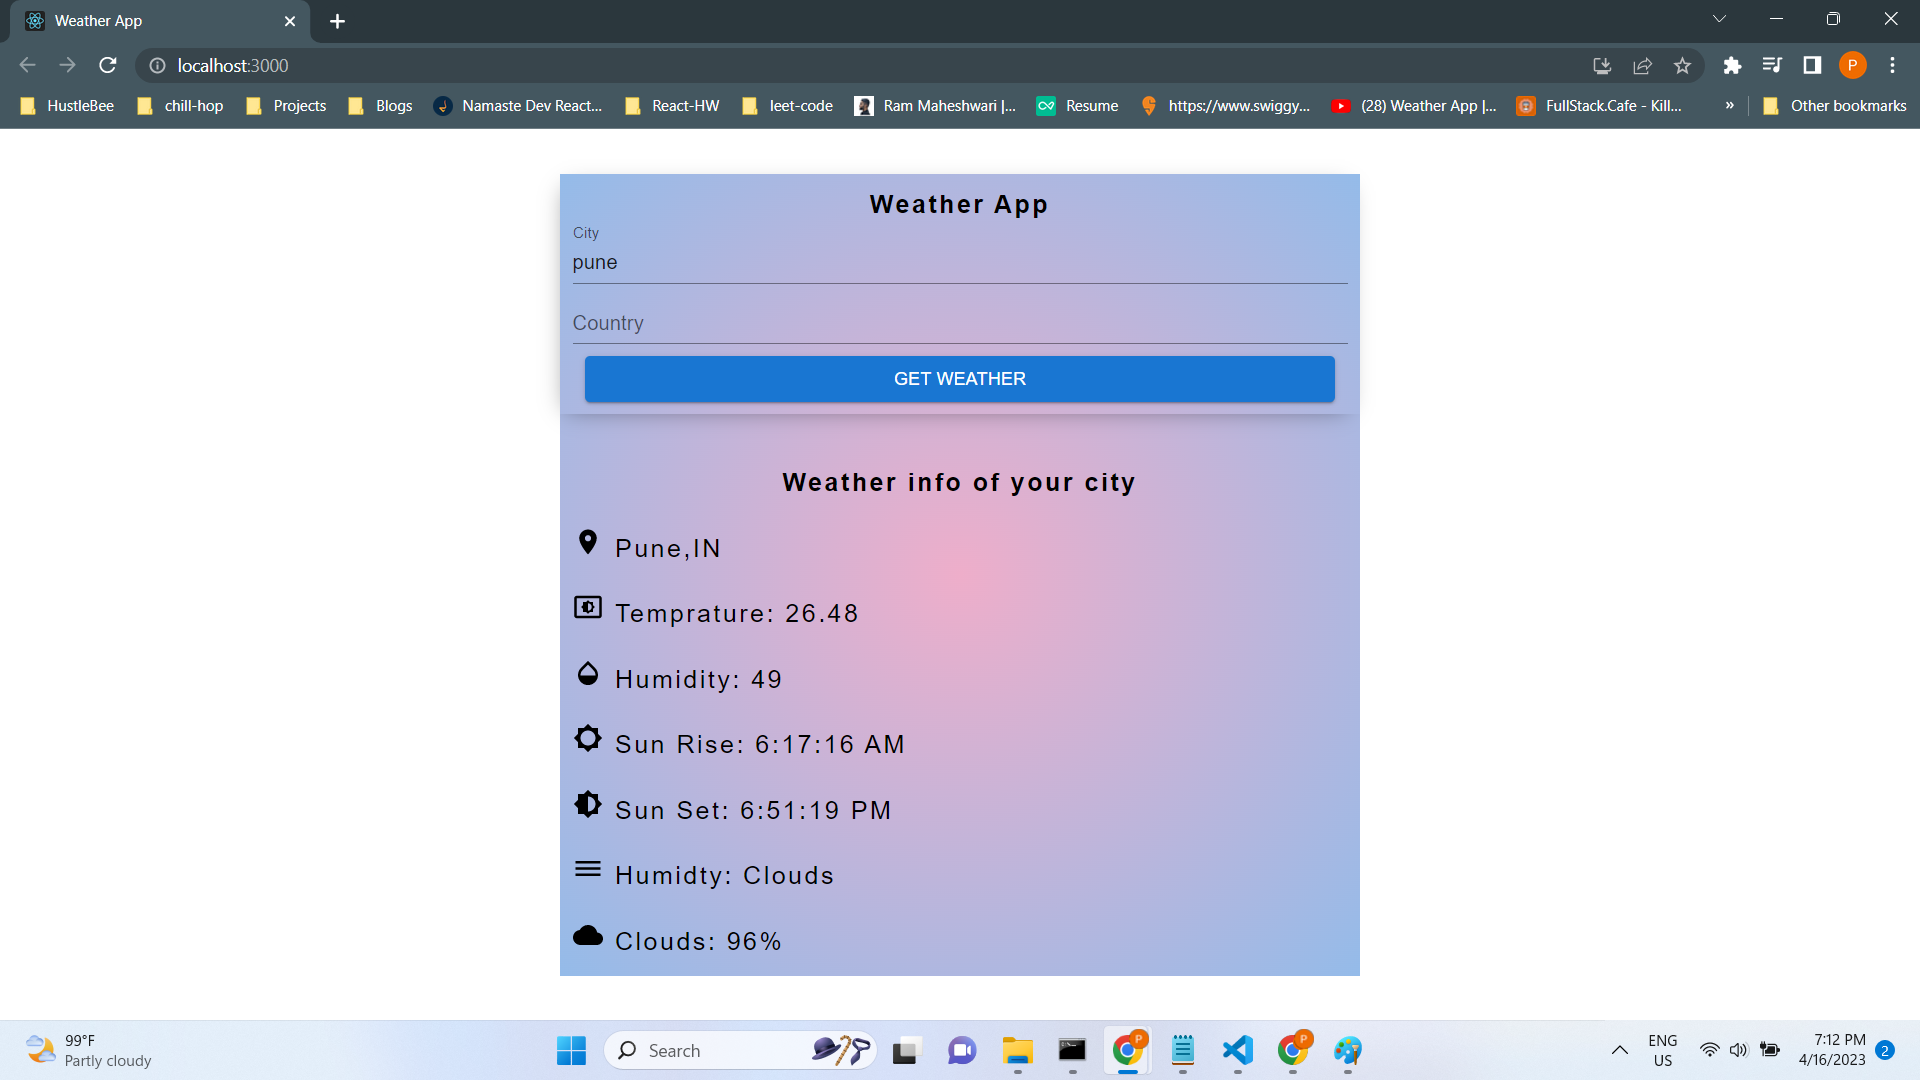 Weather App
localhost:3000
HustleBee chill-hop Projects Blogs Namaste Dev React... React-HW leet-code Ram Maheshwari |... Resume https://www.swiggy... (28) Weather App |... FullStack.Cafe - Kill... » Other bookmarks
P
Weather App
City
pune
Country
GET WEATHER
Weather info of your city
Pune,IN
Temprature: 26.48
Humidity: 49
Sun Rise: 6:17:16 AM
Sun Set: 6:51:19 PM
Humidty: Clouds
Clouds: 96%
99°F
Partly cloudy
Search
P
P
ENG
US
7:12 PM
4/16/2023
2